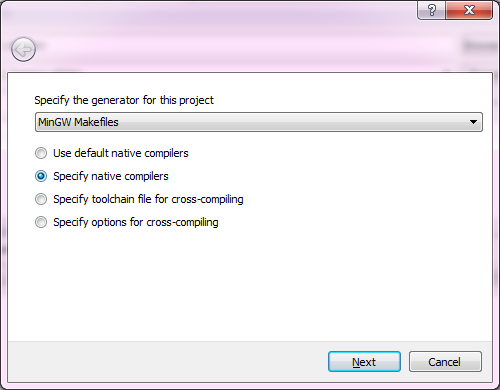 Specify the generator for this project
MinGW Makefiles
Use default native compilers
Specify native compilers
Specify toolchain file for cross-compiling
Specify options for cross-compiling
Next
Cancel